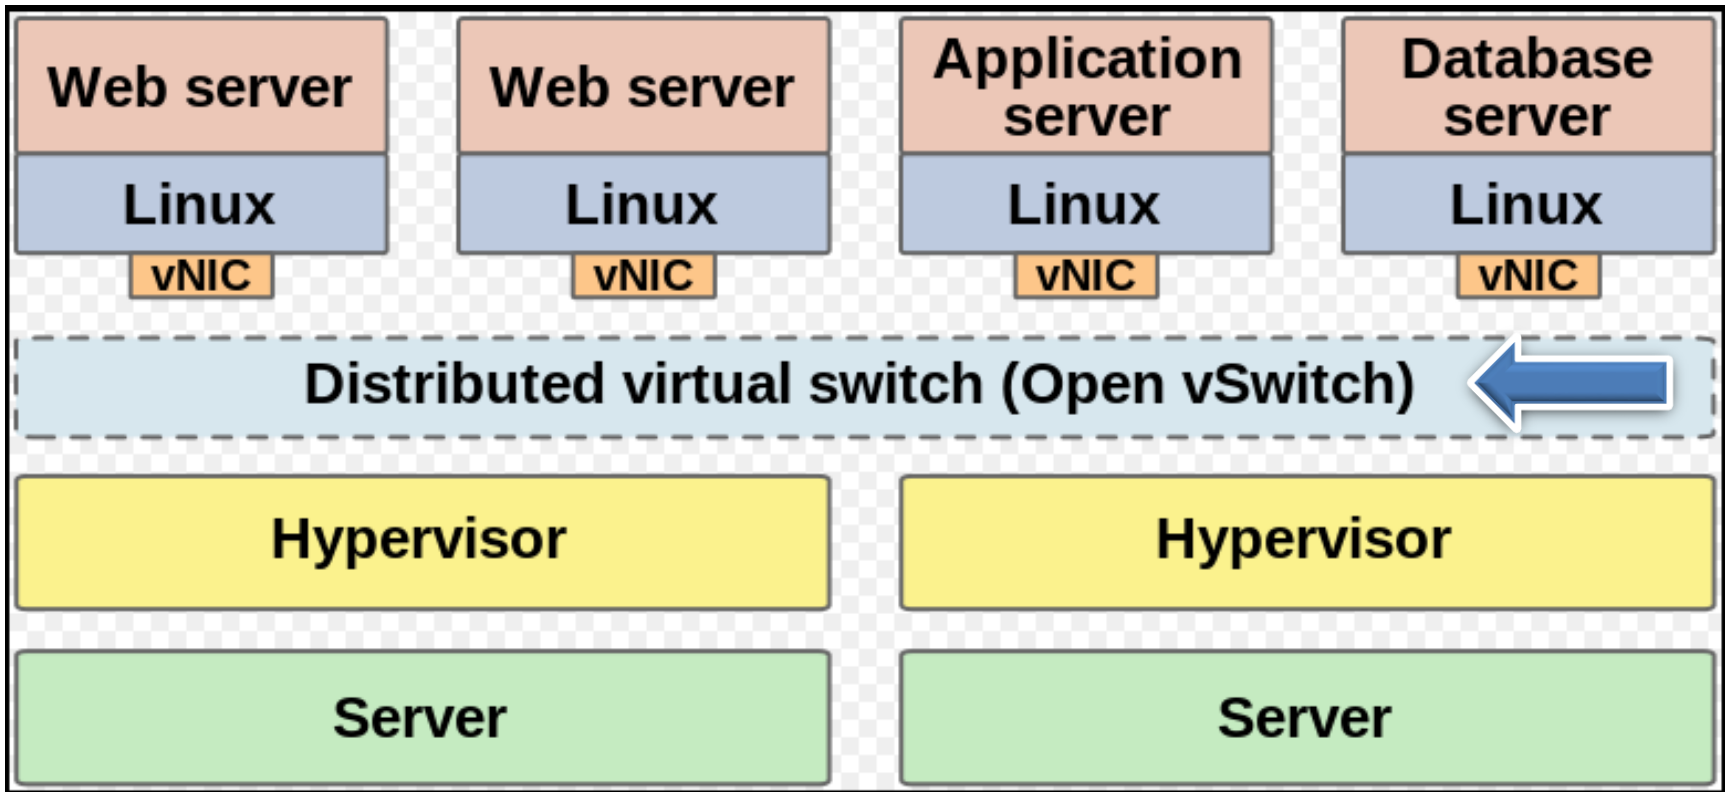 Web server
Web server
Application
server
Database
server
Linux
Linux
Linux
Linux
vNIC
vNIC
vNIC
vNIC
Distributed virtual switch (Open vSwitch)
Hypervisor
Hypervisor
Server
Server